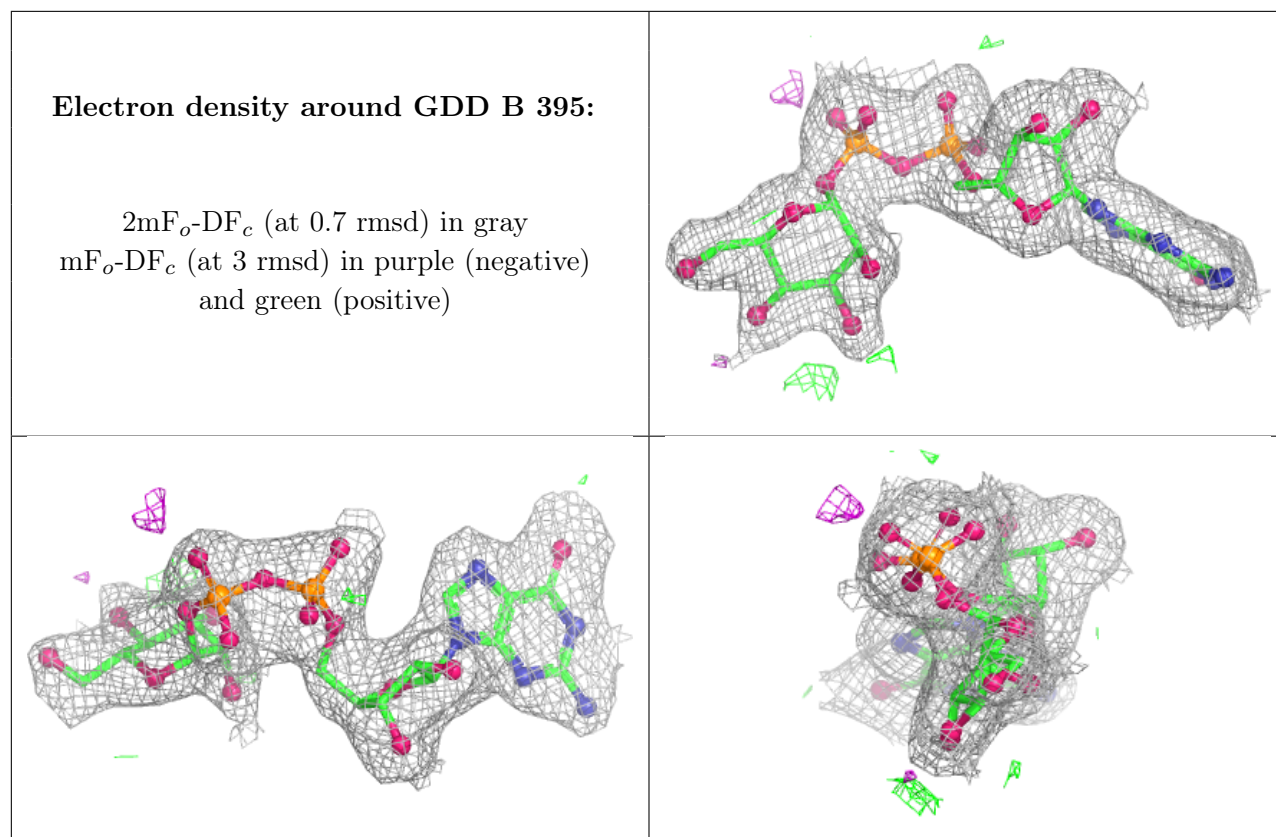 Electron density around GDD B 395:
2mFo-DFc (at 0.7 rmsd) in gray
mFo-DFc (at 3 rmsd) in purple (negative)
and green (positive)